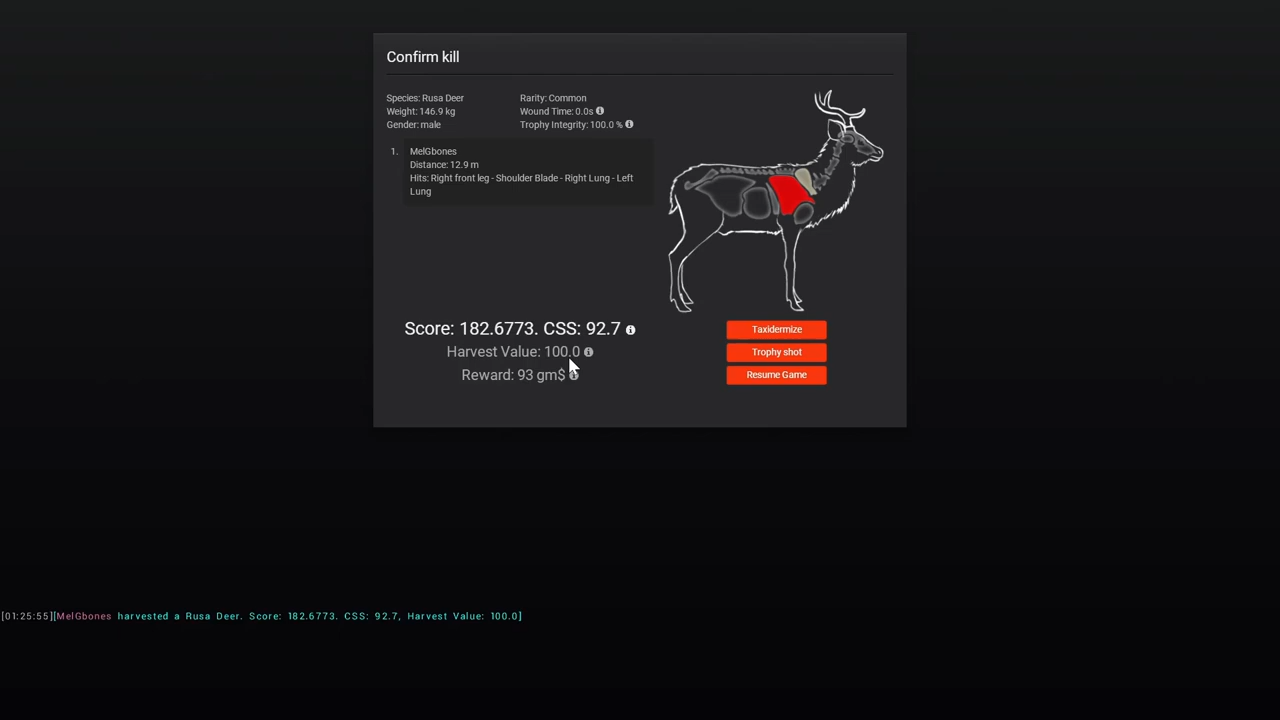 Confirm kill
Species: Rusa Deer
Weight: 146.9 kg
Gender: male
Rarity: Common
Wound Time: 0.0s
Trophy Integrity: 100.0 %
1. MelGbones
Distance: 12.9 m
Hits: Right front leg - Shoulder Blade - Right Lung - Left
Lung
Score: 182.6773. CSS: 92.7
Harvest Value: 100.0
Reward: 93 gm$
Taxidermize
Trophy shot
Resume Game
[01:25:55][MelGbones harvested a Rusa Deer. Score: 182.6773. CSS: 92.7, Harvest Value: 100.0]